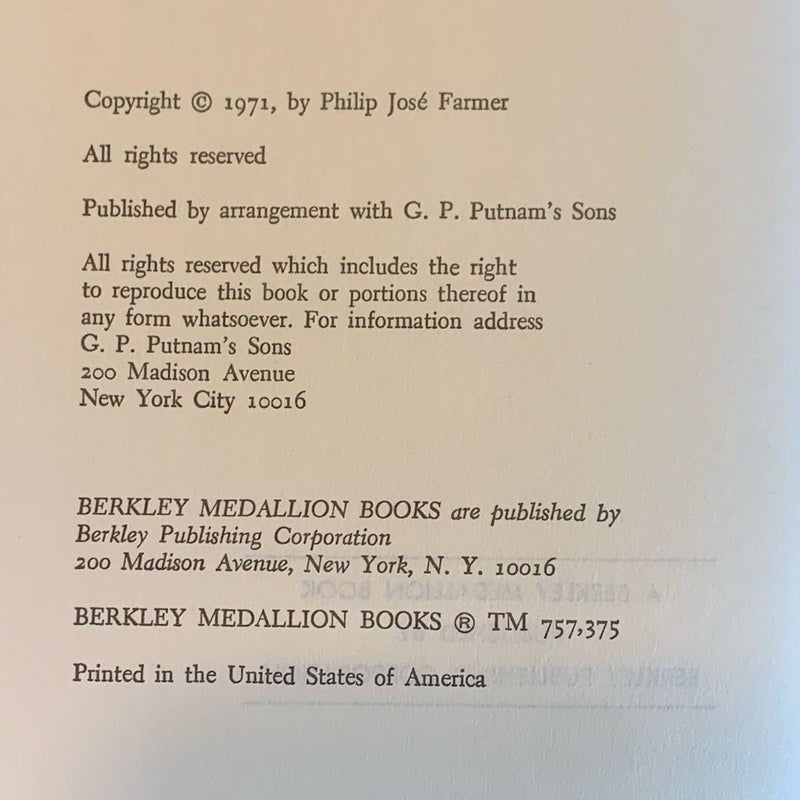 Copyright © 1971, by Philip José Farmer
All rights reserved
Published by arrangement with G. P. Putnam's Sons
All rights reserved which includes the right
to reproduce this book or portions thereof in
any form whatsoever. For information address
G. P. Putnam's Sons
200 Madison Avenue
New York City 10016
BERKLEY MEDALLION BOOKS are published by
Berkley Publishing Corporation
200 Madison Avenue, New York, N. Y. 10016
BERKLEY MEDALLION BOOKS ® TM 757,375
Printed in the United States of America